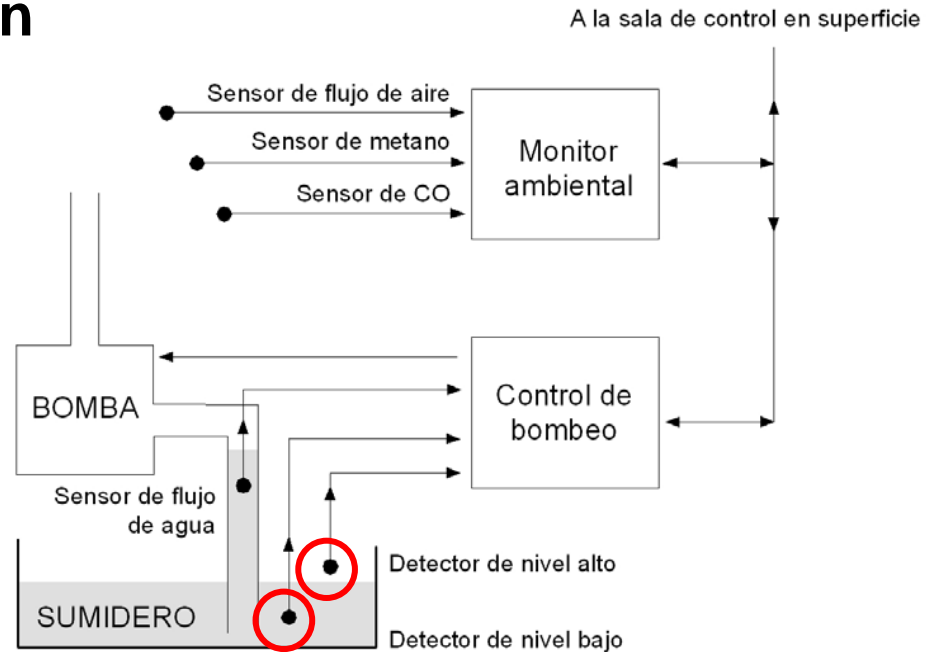 n
A la sala de control en superficie
Sensor de flujo de aire
Sensor de metano
Sensor de CO
Monitor
ambiental
BOMBA
Control de
bombeo
Sensor de flujo
de agua
Detector de nivel alto
SUMIDERO
Detector de nivel bajo